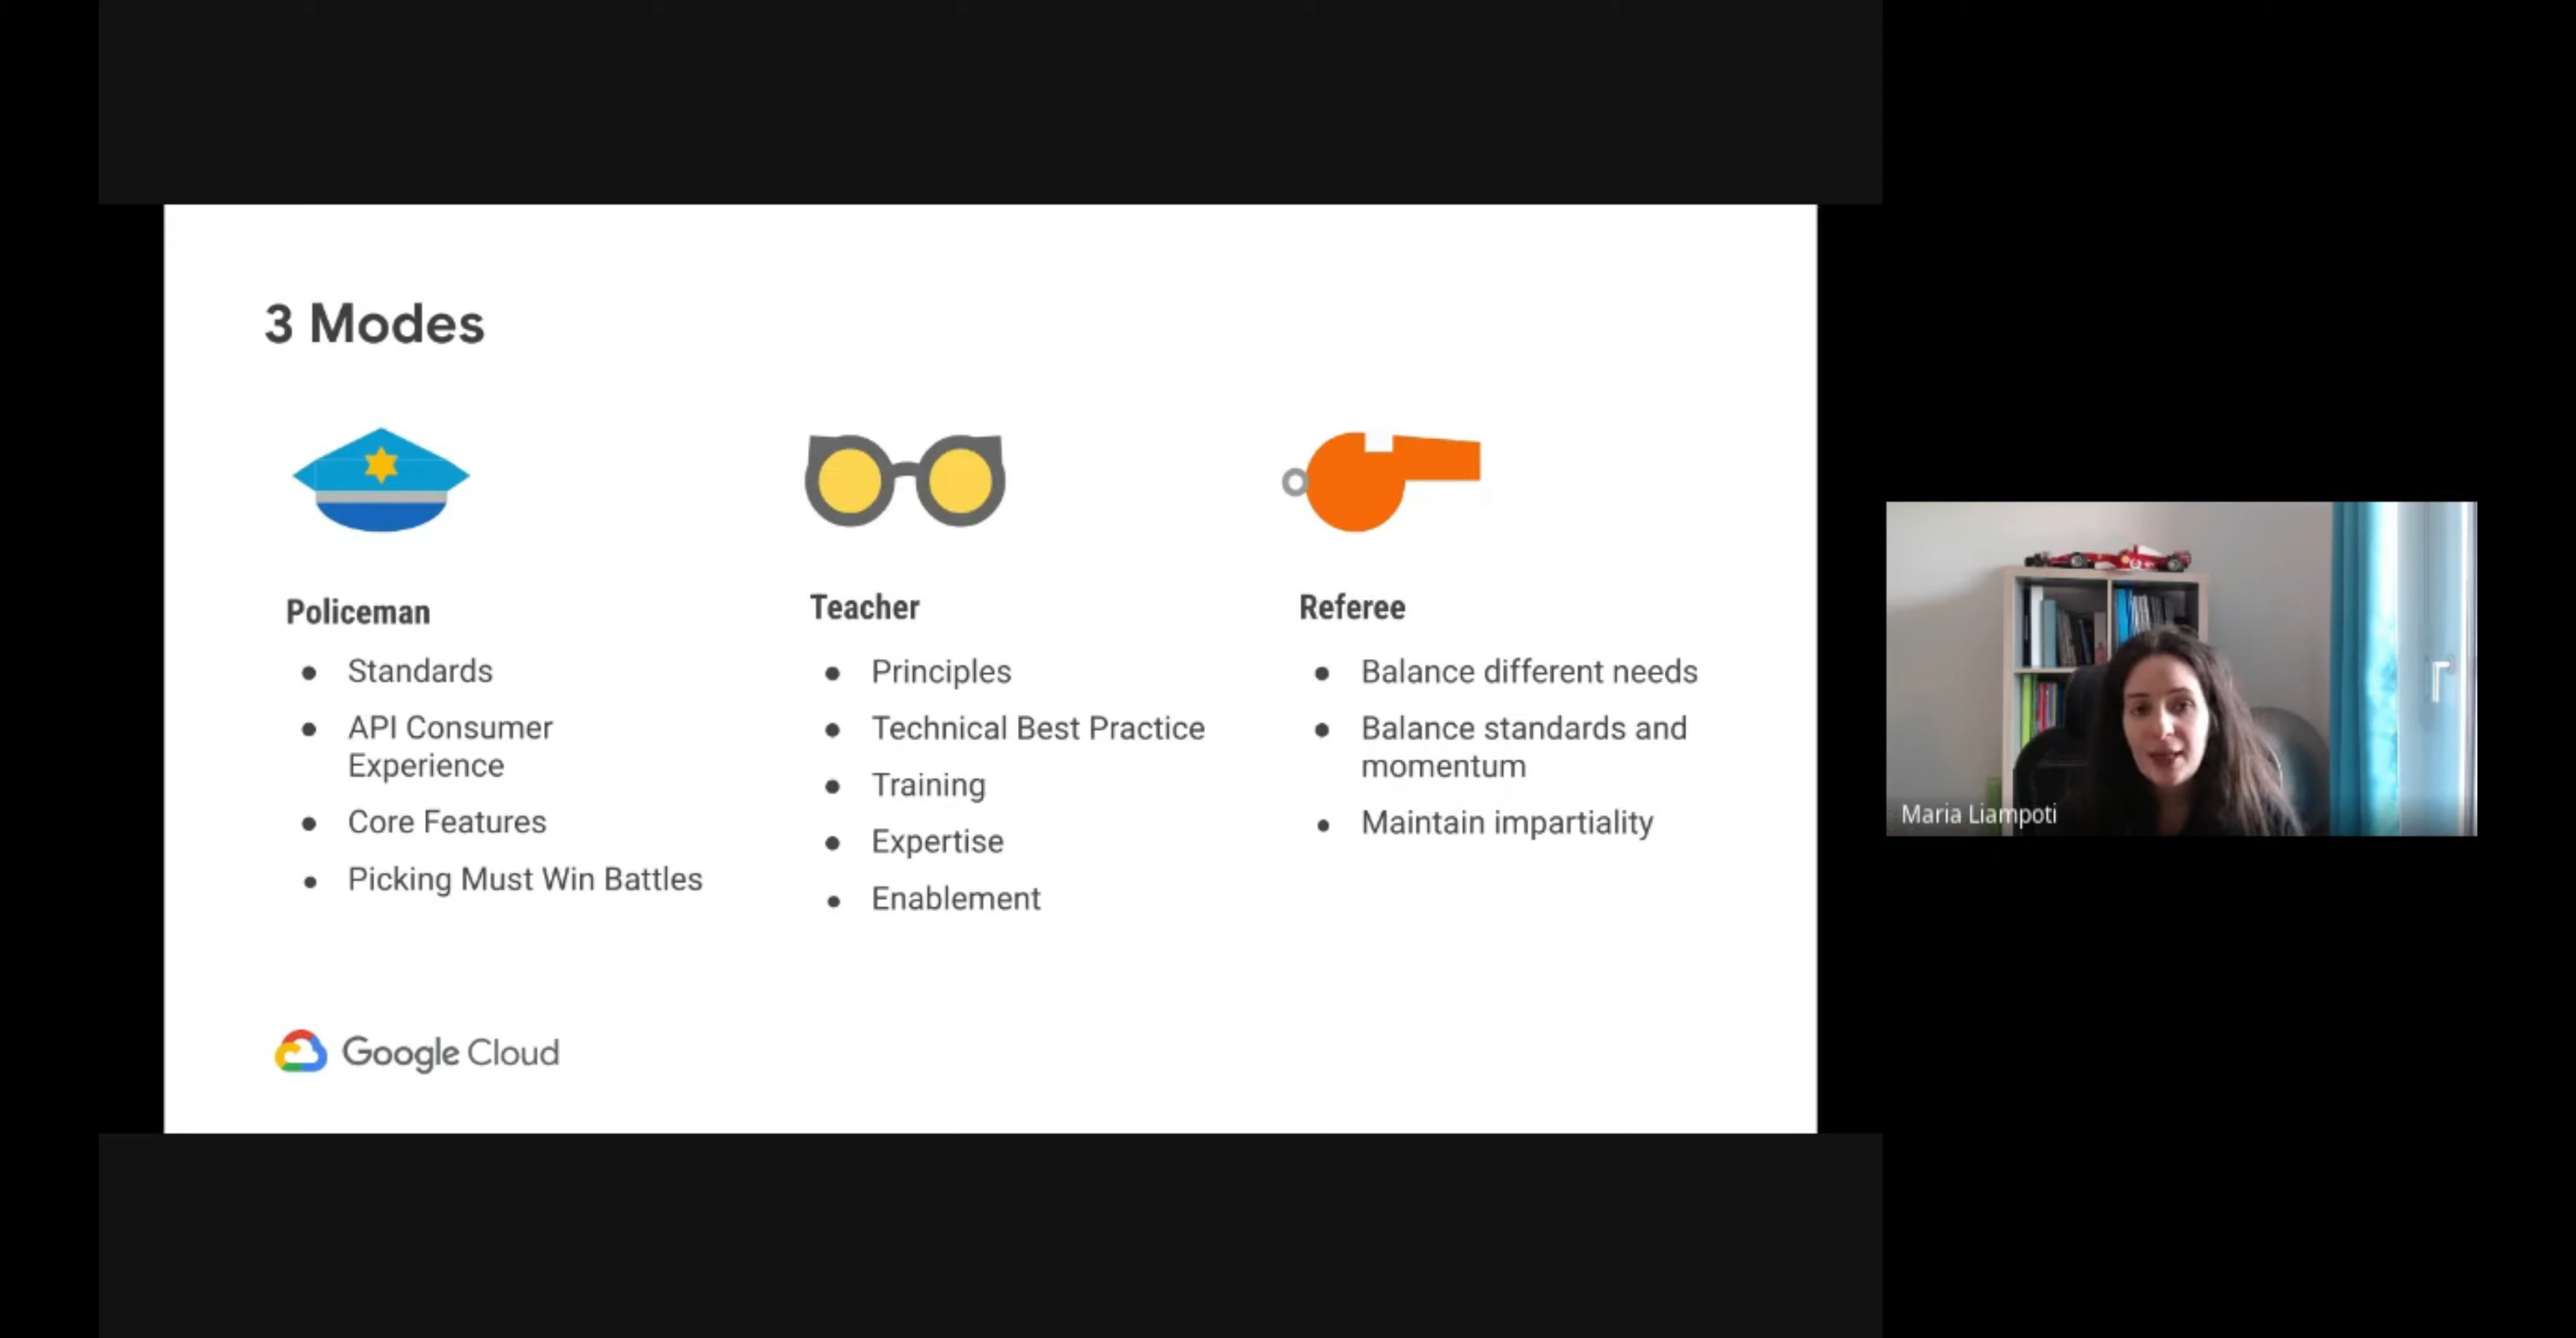 3 Modes
Policeman
Standards
API Consumer
Experience
Core Features
Picking Must Win Battles
Teacher
Principles
Technical Best Practice
Training
Expertise
Enablement
Referee
Balance different needs
Balance standards and
momentum
Maintain impartiality
Google Cloud
Maria Liampoti